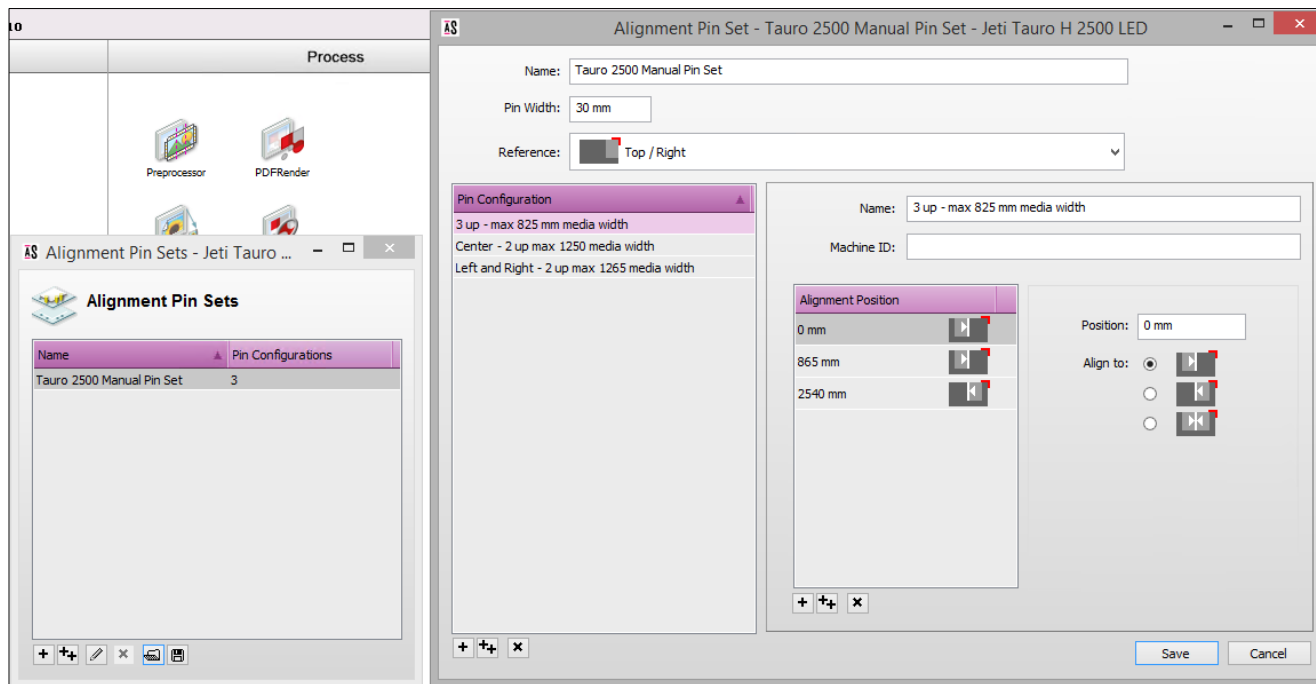 Process
Preprocessor
PDFRender
AS Alignment Pin Sets - Jeti Tauro ...
Alignment Pin Sets
Name Pin Configurations
Tauro 2500 Manual Pin Set 3
AS Alignment Pin Set - Tauro 2500 Manual Pin Set - Jeti Tauro H 2500 LED
Name: Tauro 2500 Manual Pin Set
Pin Width: 30 mm
Reference: Top / Right
Pin Configuration
3 up - max 825 mm media width
Center - 2 up max 1250 media width
Left and Right - 2 up max 1265 media width
Name: 3 up - max 825 mm media width
Machine ID:
Alignment Position
0 mm
865 mm
2540 mm
Position: 0 mm
Align to:
Save Cancel